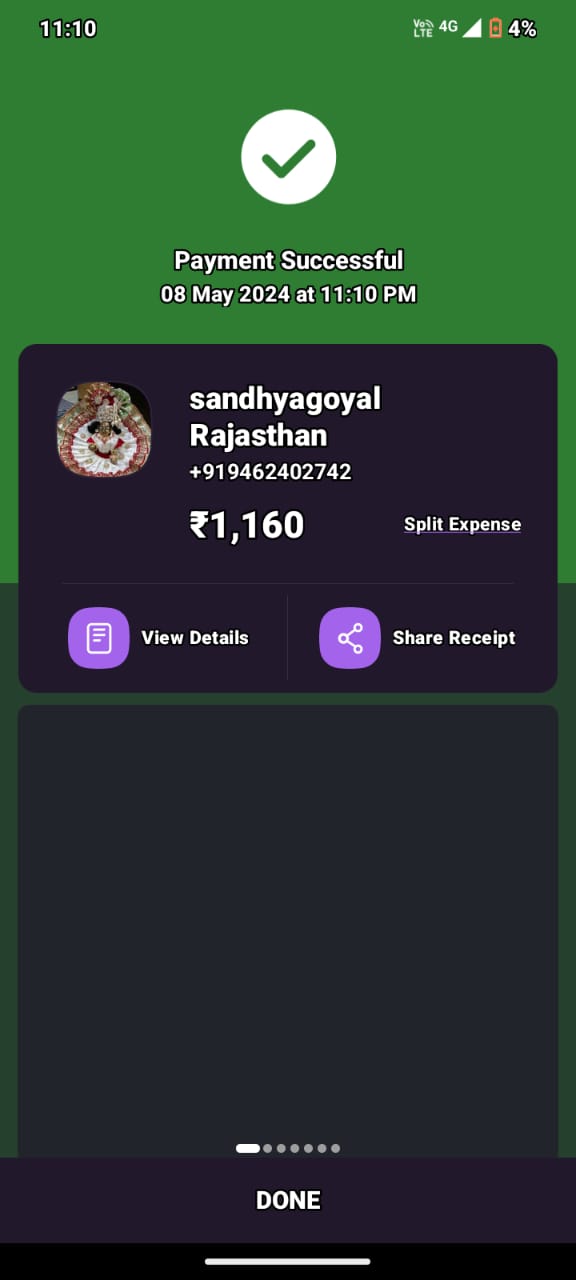 11:10
Vo LTE 4G 4%
Payment Successful
08 May 2024 at 11:10 PM
sandhyagoyal
Rajasthan
+919462402742
₹1,160
Split Expense
View Details
Share Receipt
DONE